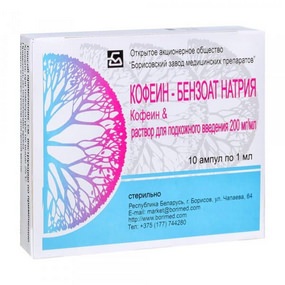 Открытое акционерное общество
"Борисовский завод медицинских препаратов"
КОФЕИН - БЕНЗОАТ НАТРИЯ
Кофеин &
раствор для подкожного введения 200 мг/мл
10 ампул по 1 мл
стерильно
Республика Беларусь, г. Борисов, ул. Чапаева, 64
E-mail: market@borimed.com
http://www.borimed.com
Тел.: +375 (177) 744280